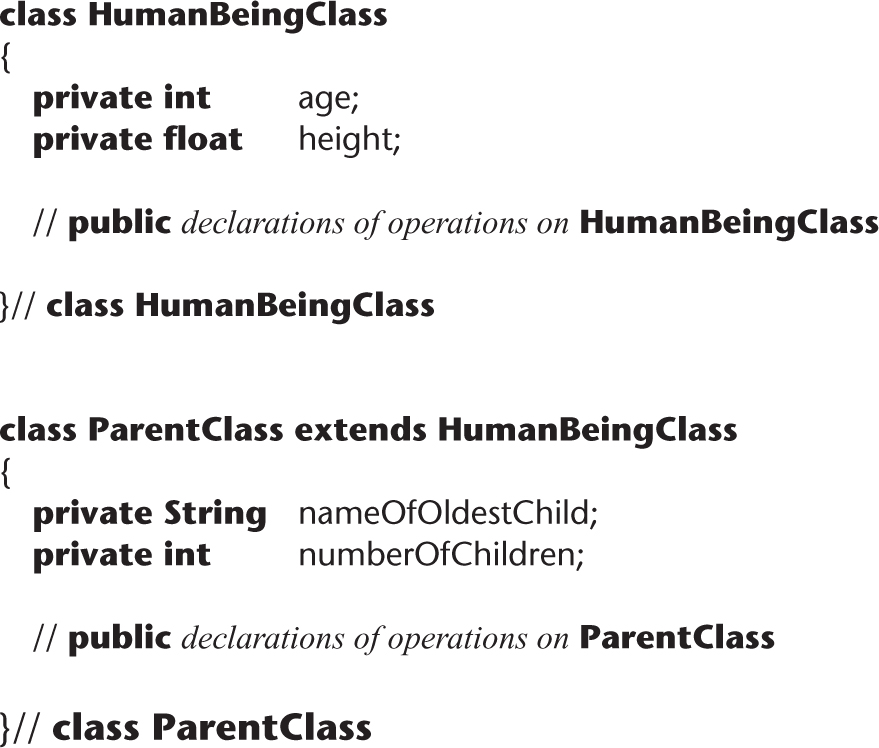 class HumanBeingClass
{
private int age;
private float height;
// public declarations of operations on HumanBeingClass
}// class HumanBeingClass
class ParentClass extends HumanBeingClass
{
private String nameOfOldestChild;
private int numberOfChildren;
// public declarations of operations on ParentClass
}// class ParentClass